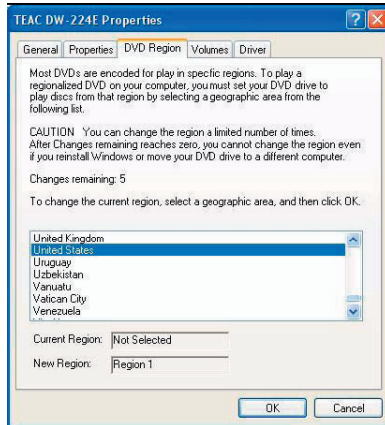 TEAC DW-224E Properties
General Properties DVD Region Volumes Driver
Most DVDs are encoded for play in specfic regions. To play a
regionalized DVD on your computer, you must set your DVD drive to
play discs from that region by selecting a geographic area from the
following list.
CAUTION You can change the region a limited number of times.
After Changes remaining reaches zero, you cannot change the region even
if you reinstall Windows or move your DVD drive to a different computer.
Changes remaining: 5
To change the current region, select a geographic area, and then click OK.
United Kingdom
United States
Uruguay
Uzbekistan
Vanuatu
Vatican City
Venezuela
Current Region: Not Selected
New Region: Region 1
OK Cancel